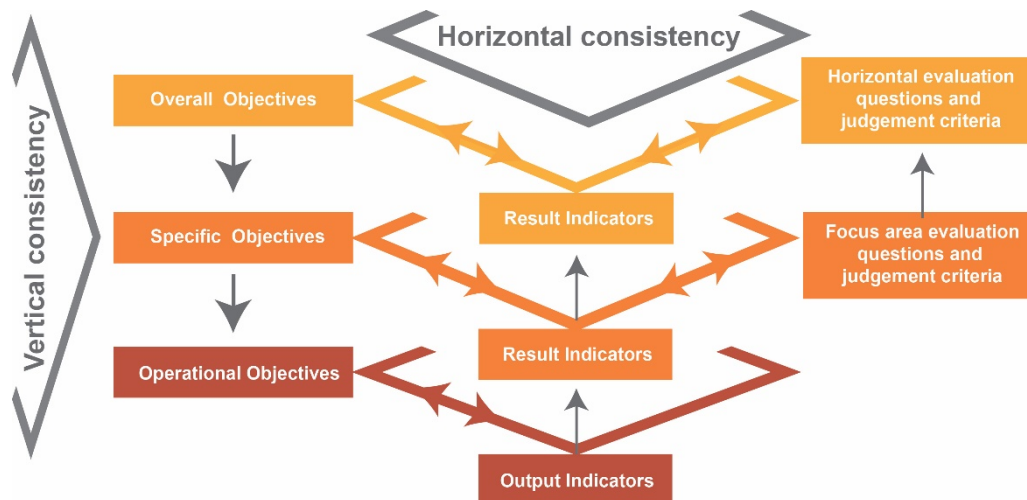 Horizontal consistency
Vertical consistency
Overall Objectives
Horizontal evaluation
questions and
judgement criteria
Result Indicators
Specific Objectives
Focus area evaluation
questions and
judgement criteria
Result Indicators
Operational Objectives
Output Indicators